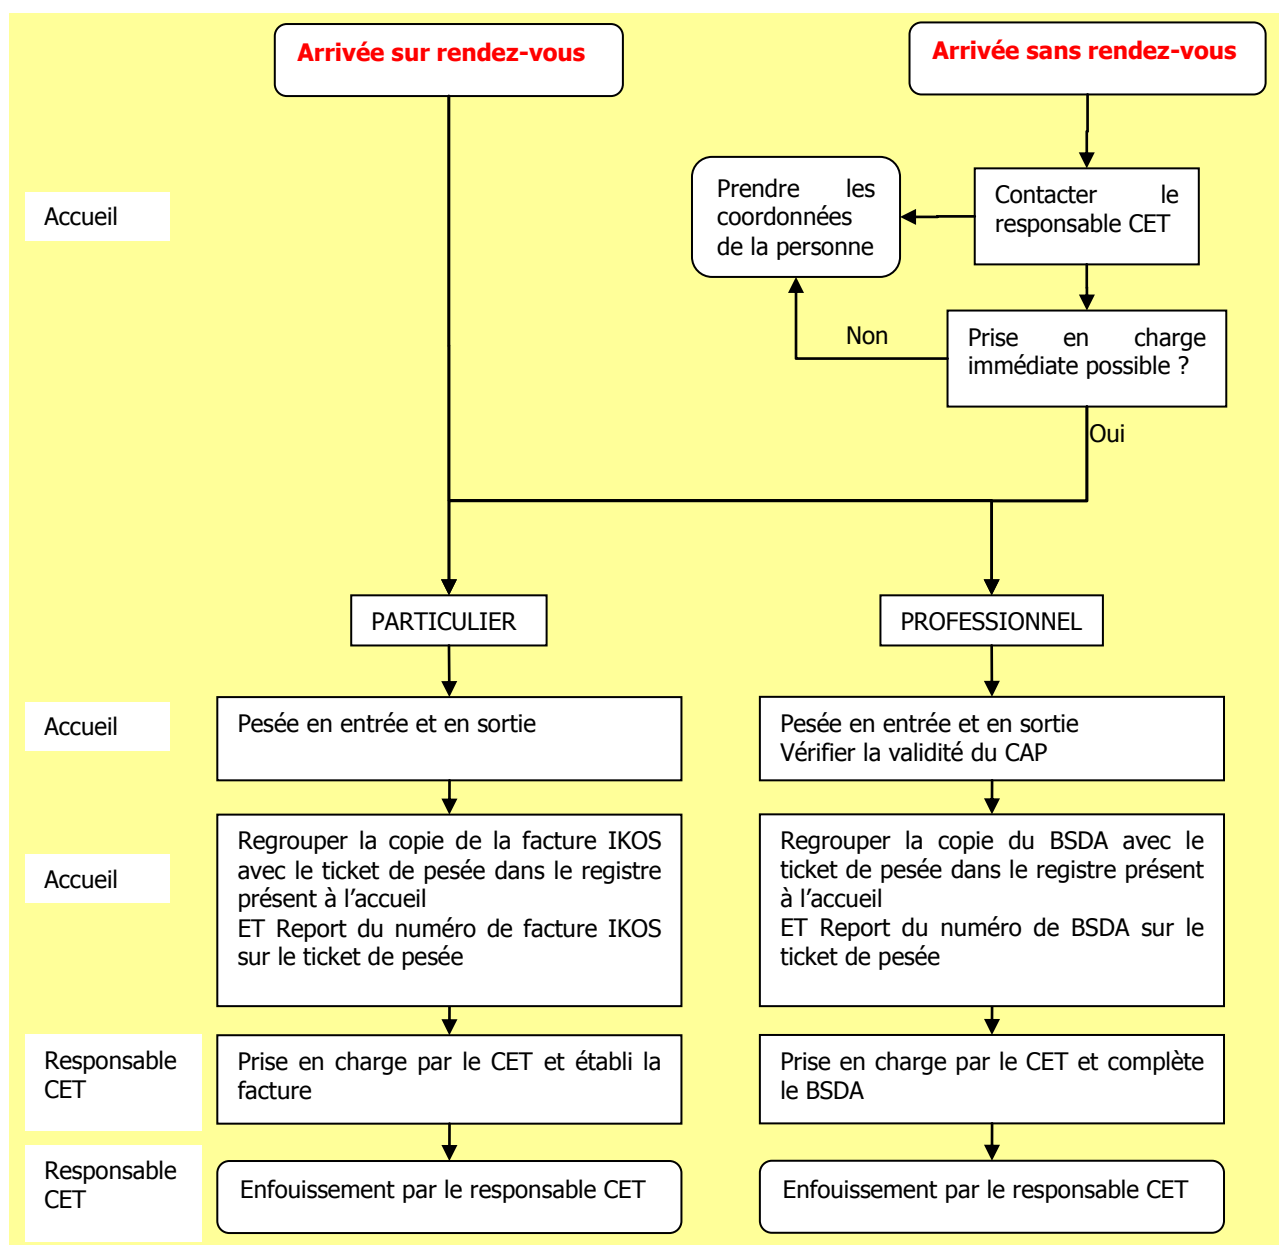 Arrivée sur rendez-vous
Arrivée sans rendez-vous
Accueil
Prendre les
coordonnées
de la personne
Contacter le
responsable CET
Non
Prise en charge
immédiate possible ?
Oui
PARTICULIER
PROFESSIONNEL
Accueil
Pesée en entrée et en sortie
Pesée en entrée et en sortie
Vérifier la validité du CAP
Accueil
Regrouper la copie de la facture IKOS
avec le ticket de pesée dans le registre
présent à l’accueil
ET Report du numéro de facture IKOS
sur le ticket de pesée
Regrouper la copie du BSDA avec le
ticket de pesée dans le registre présent
à l’accueil
ET Report du numéro de BSDA sur le
ticket de pesée
Responsable
CET
Prise en charge par le CET et établi la
facture
Prise en charge par le CET et complète
le BSDA
Responsable
CET
Enfouissement par le responsable CET
Enfouissement par le responsable CET